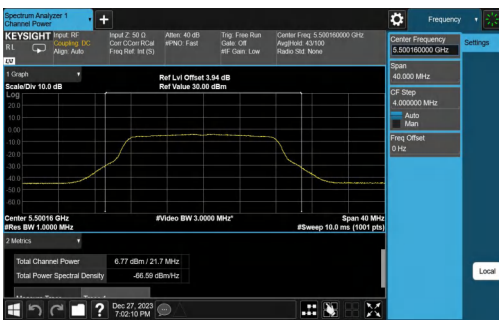 Spectrum Analyzer 1
Channel Power
Frequency
KEYSIGHT
Input: RF
Coupling: DC
Align: Auto
Input Z: 50 Ω
Corr CCorr RCal
Freq Ref: Int (S)
Atten: 40 dB
#PNO: Fast
Trig: Free Run
Gate: Off
#IF Gain: Low
Center Freq: 5.500160000 GHz
Avg|Hold: 43/100
Radio Std: None
RL
Center Frequency
5.500160000 GHz
Settings
Span
40.000 MHz
CF Step
4.000000 MHz
Auto
Man
Freq Offset
0 Hz
Local
1 Graph
Scale/Div 10.0 dB
Ref Lvl Offset 3.94 dB
Ref Value 30.00 dBm
Log
20.0
10.0
0.00
-10.0
-20.0
-30.0
-40.0
-50.0
-60.0
Center 5.50016 GHz
#Video BW 3.0000 MHz*
Span 40 MHz
#Res BW 1.0000 MHz
#Sweep 10.0 ms (1001 pts)
2 Metrics
Total Channel Power
6.77 dBm / 21.7 MHz
Total Power Spectral Density
-66.59 dBm/Hz
?
Dec 27, 2023
7:02:10 PM